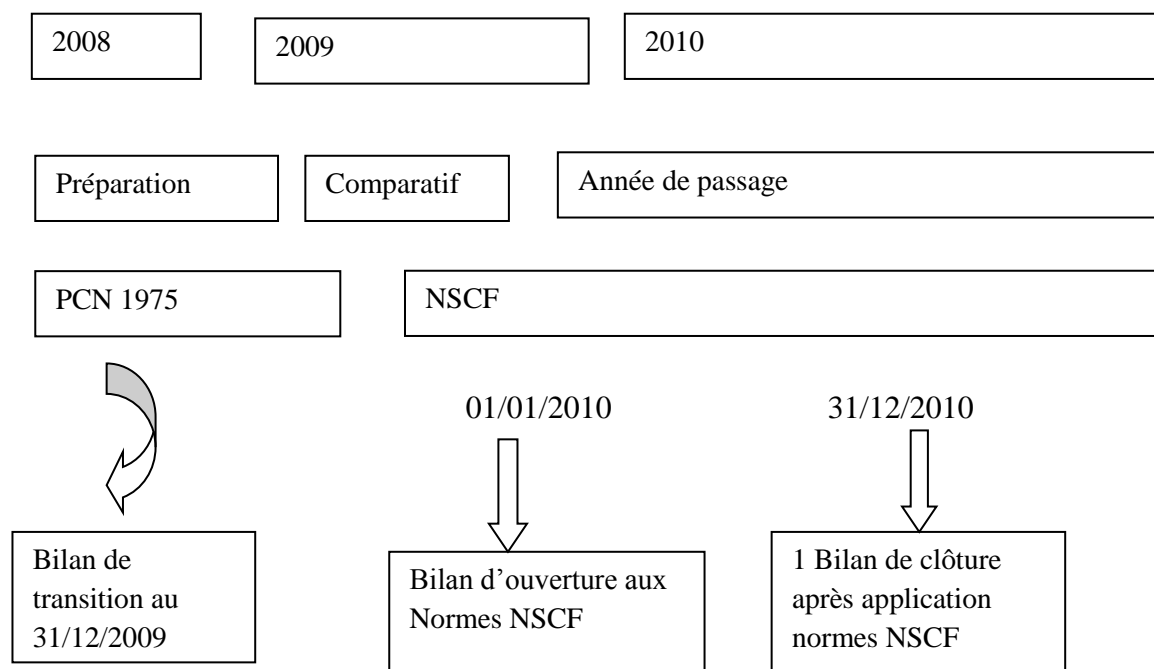 2008
2009
2010
Préparation
Comparatif
Année de passage
PCN 1975
NSCF
01/01/2010
31/12/2010
Bilan de
transition au
31/12/2009
Bilan d’ouverture aux
Normes NSCF
1 Bilan de clôture
après application
normes NSCF